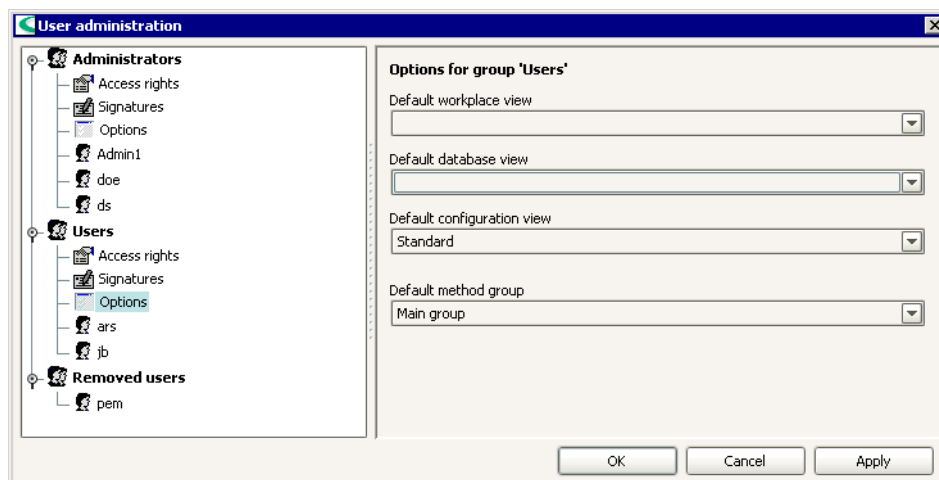 User administration
Administrators
Access rights
Signatures
Options
Admin1
doe
ds
Users
Access rights
Signatures
Options
ars
jb
Removed users
pem
Options for group 'Users'
Default workplace view
Default database view
Default configuration view
Standard
Default method group
Main group
OK
Cancel
Apply